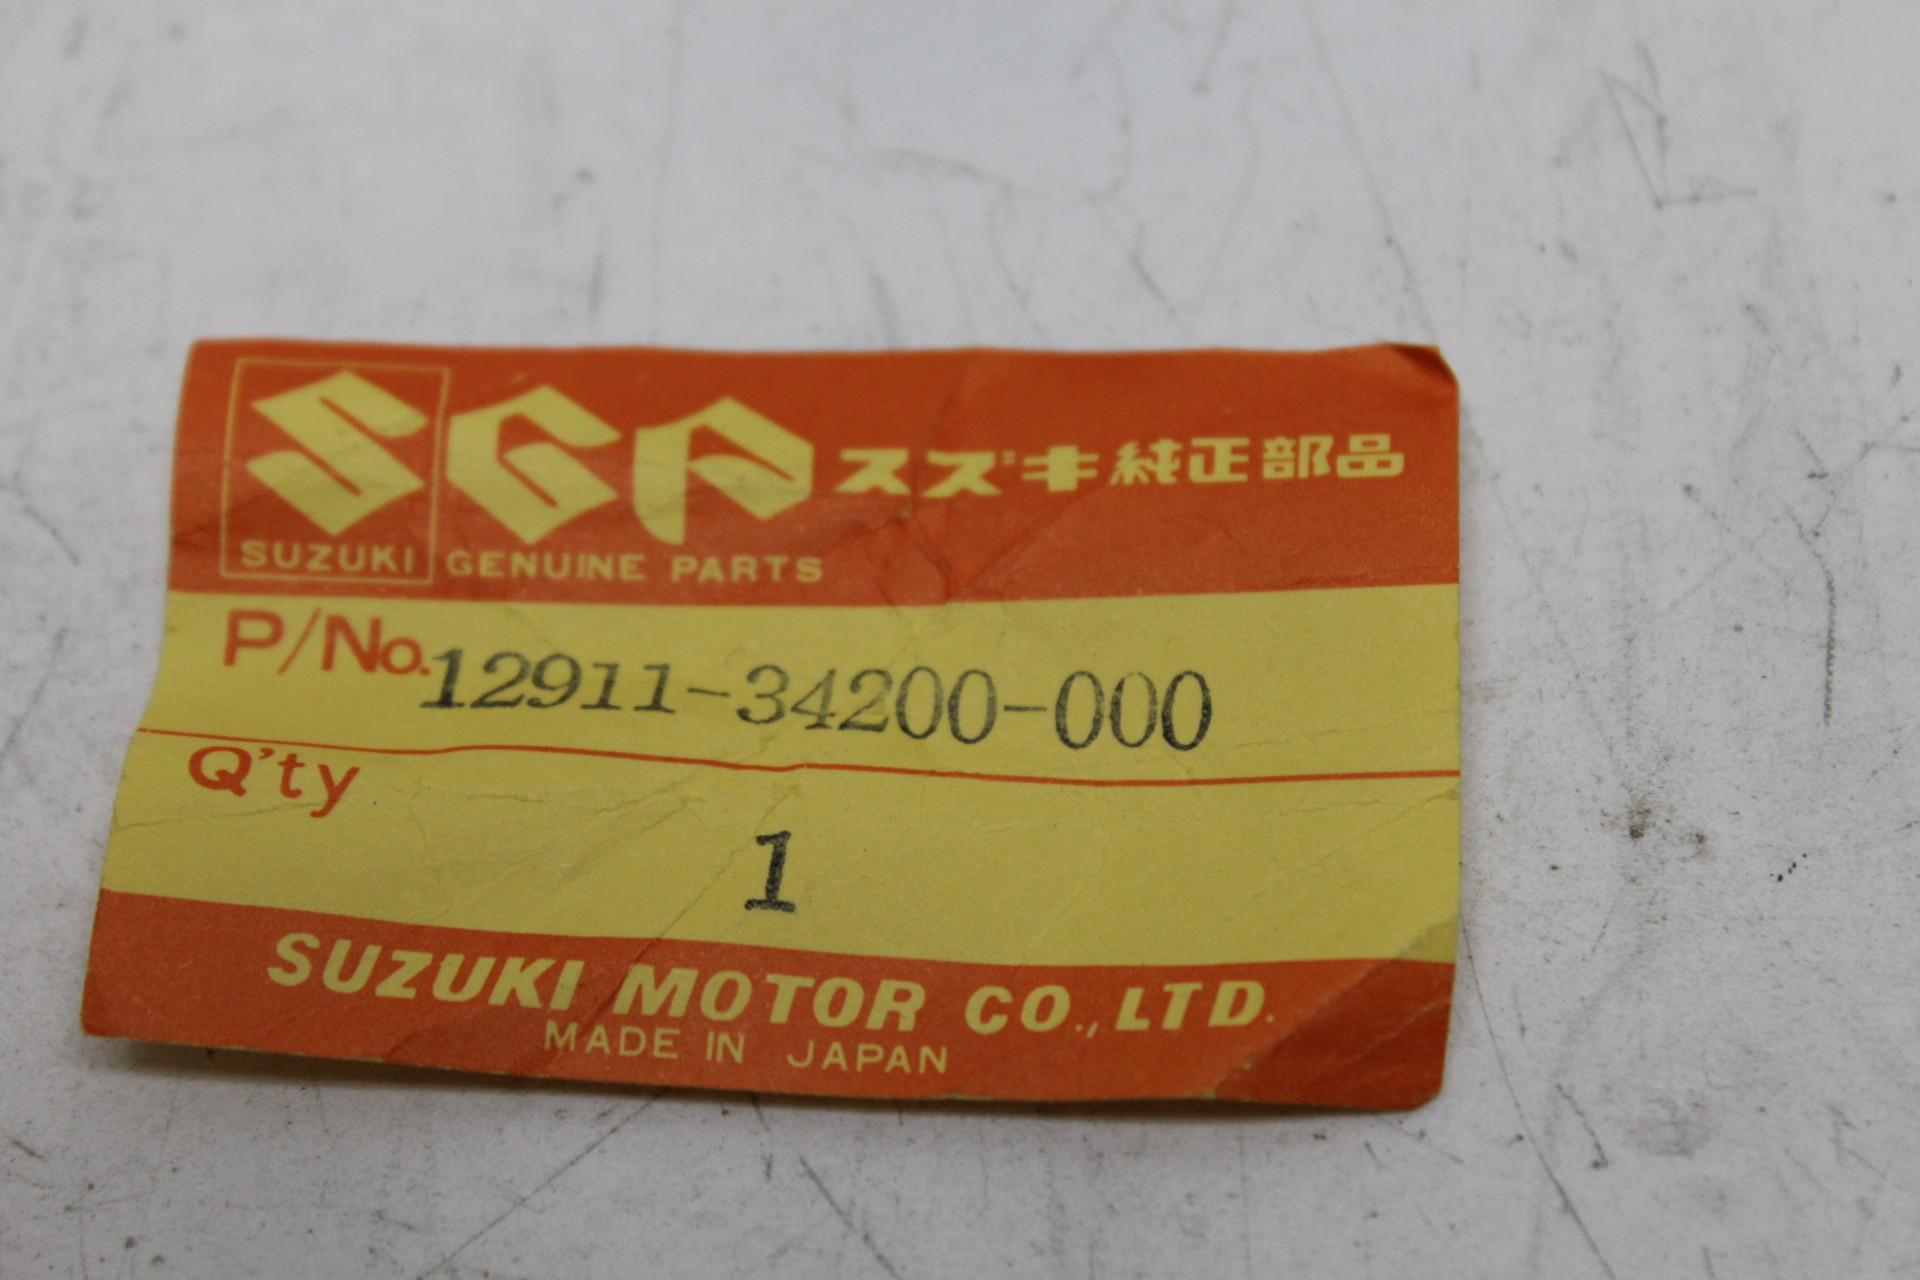 SGP スズキ純正部品
SUZUKI GENUINE PARTS
P/No. 12911-34200-000
Q'ty
1
SUZUKI MOTOR CO., LTD.
MADE IN JAPAN